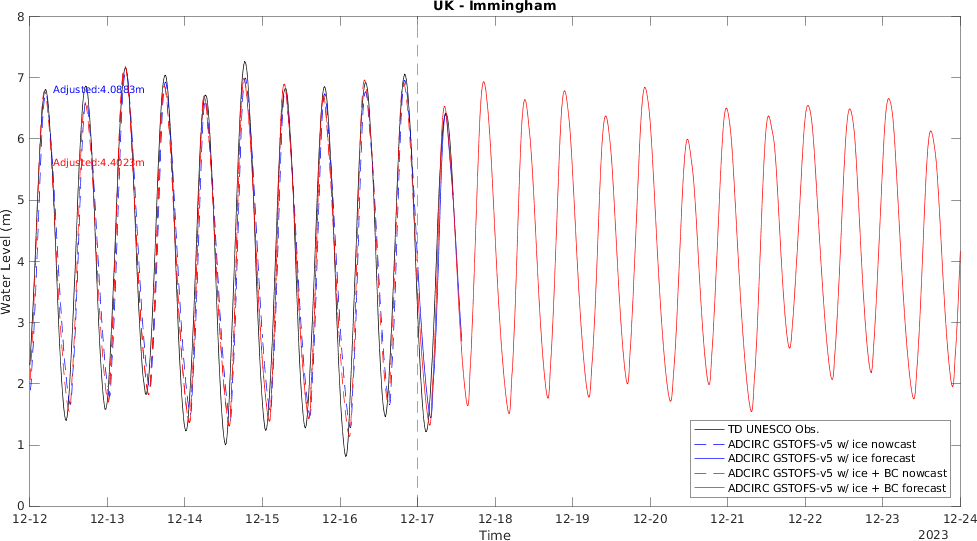 UK - Immingham
8
7
6
5
4
3
2
1
0
Water Level (m)
Adjusted:4.0883m
Adjusted:4.4023m
TD UNESCO Obs.
ADCIRC GSTOFS-v5 w/ ice nowcast
ADCIRC GSTOFS-v5 w/ ice forecast
ADCIRC GSTOFS-v5 w/ ice + BC nowcast
ADCIRC GSTOFS-v5 w/ ice + BC forecast
12-12 12-13 12-14 12-15 12-16 12-17 12-18 12-19 12-20 12-21 12-22 12-23 12-24
Time
2023